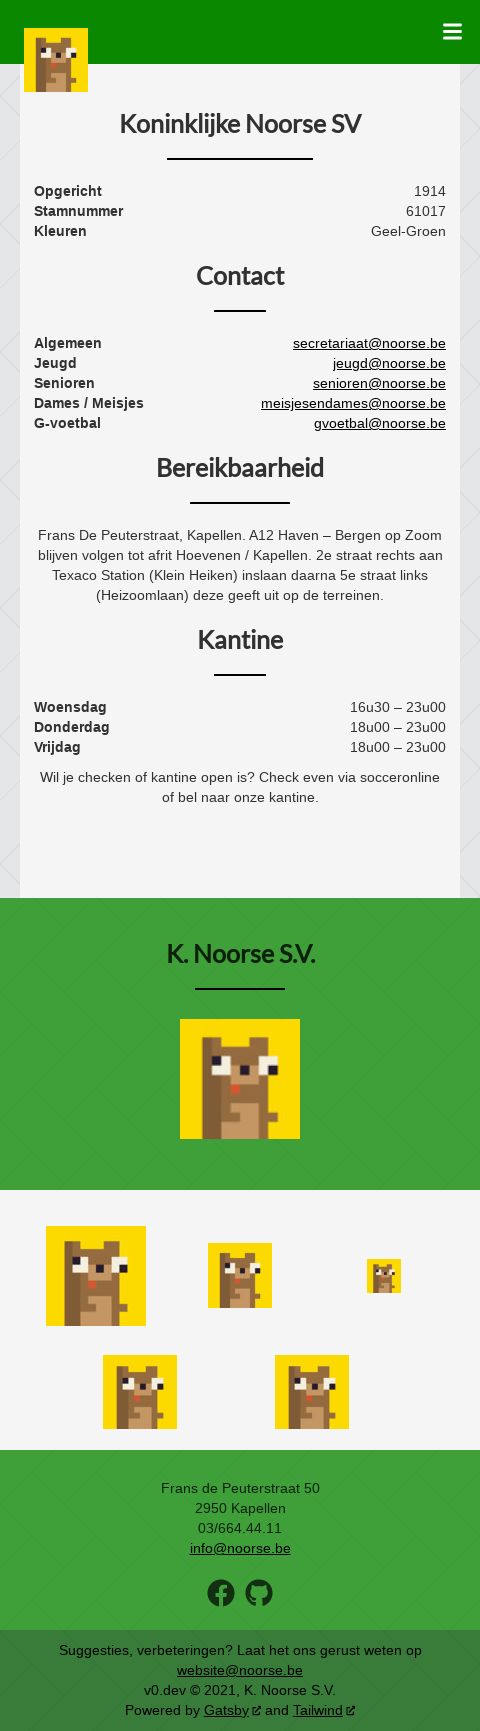 Koninklijke Noorse SV
Opgericht 1914
Stamnummer 61017
Kleuren Geel-Groen
Contact
Algemeen secretariaat@noorse.be
Jeugd jeugd@noorse.be
Senioren senioren@noorse.be
Dames / Meisjes meisjesendames@noorse.be
G-voetbal gvoetbal@noorse.be
Bereikbaarheid
Frans De Peuterstraat, Kapellen. A12 Haven – Bergen op Zoom
blijven volgen tot afrit Hoevenen / Kapellen. 2e straat rechts aan
Texaco Station (Klein Heiken) inslaan daarna 5e straat links
(Heizoomlaan) deze geeft uit op de terreinen.
Kantine
Woensdag 16u30 – 23u00
Donderdag 18u00 – 23u00
Vrijdag 18u00 – 23u00
Wil je checken of kantine open is? Check even via socceronline
of bel naar onze kantine.
K. Noorse S.V.
Frans de Peuterstraat 50
2950 Kapellen
03/664.44.11
info@noorse.be
Suggesties, verbeteringen? Laat het ons gerust weten op
website@noorse.be
v0.dev © 2021, K. Noorse S.V.
Powered by Gatsby and Tailwind